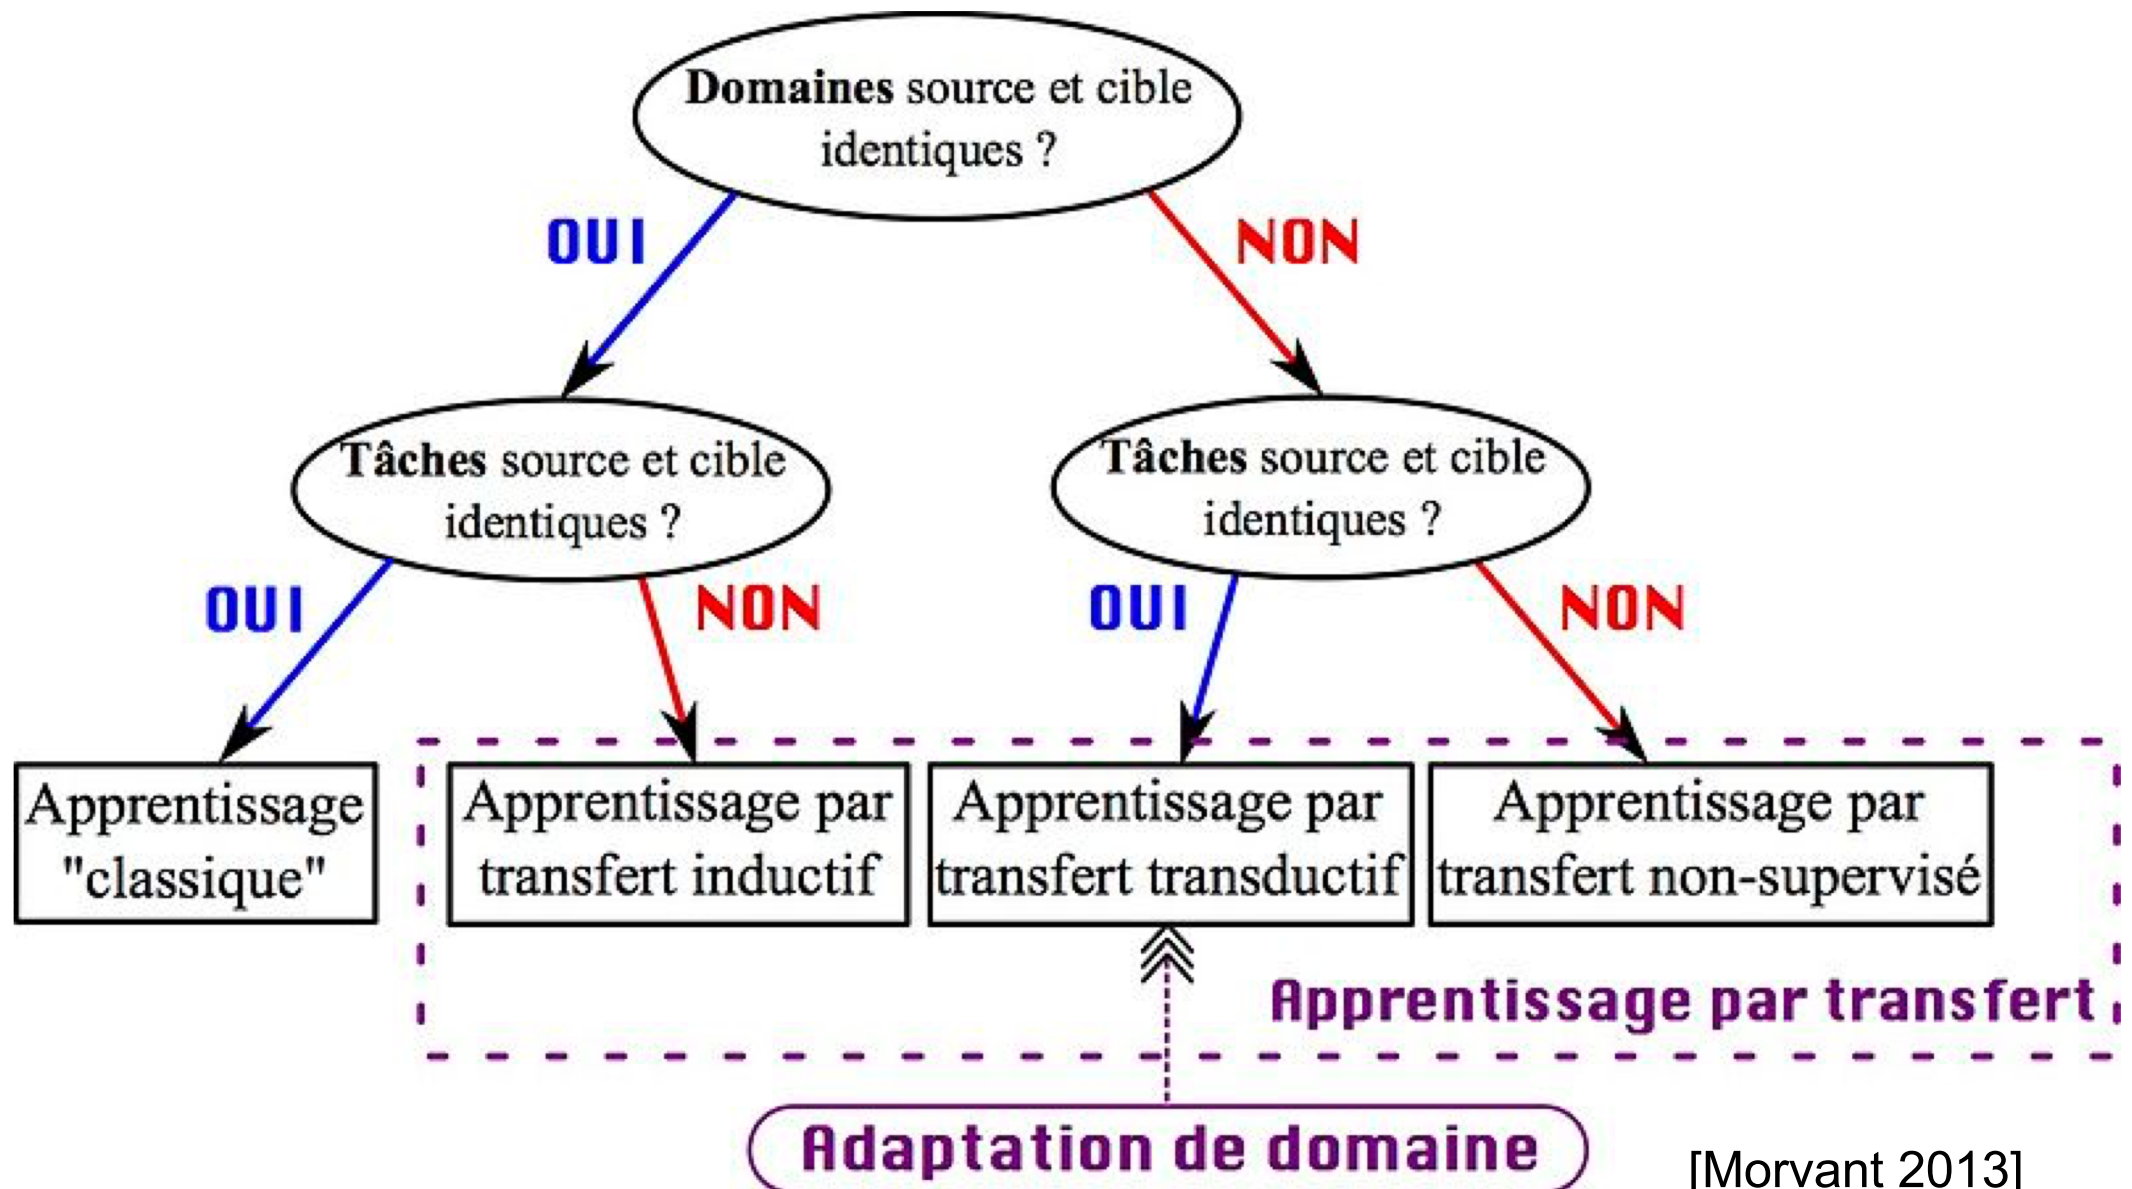 Domaines source et cible
identiques ?
OUI
NON
Tâches source et cible
identiques ?
Tâches source et cible
identiques ?
OUI
NON
OUI
NON
Apprentissage
"classique"
Apprentissage par
transfert inductif
Apprentissage par
transfert transductif
Apprentissage par
transfert non-supervisé
Apprentissage par transfert
Adaptation de domaine
[Morvant 2013]